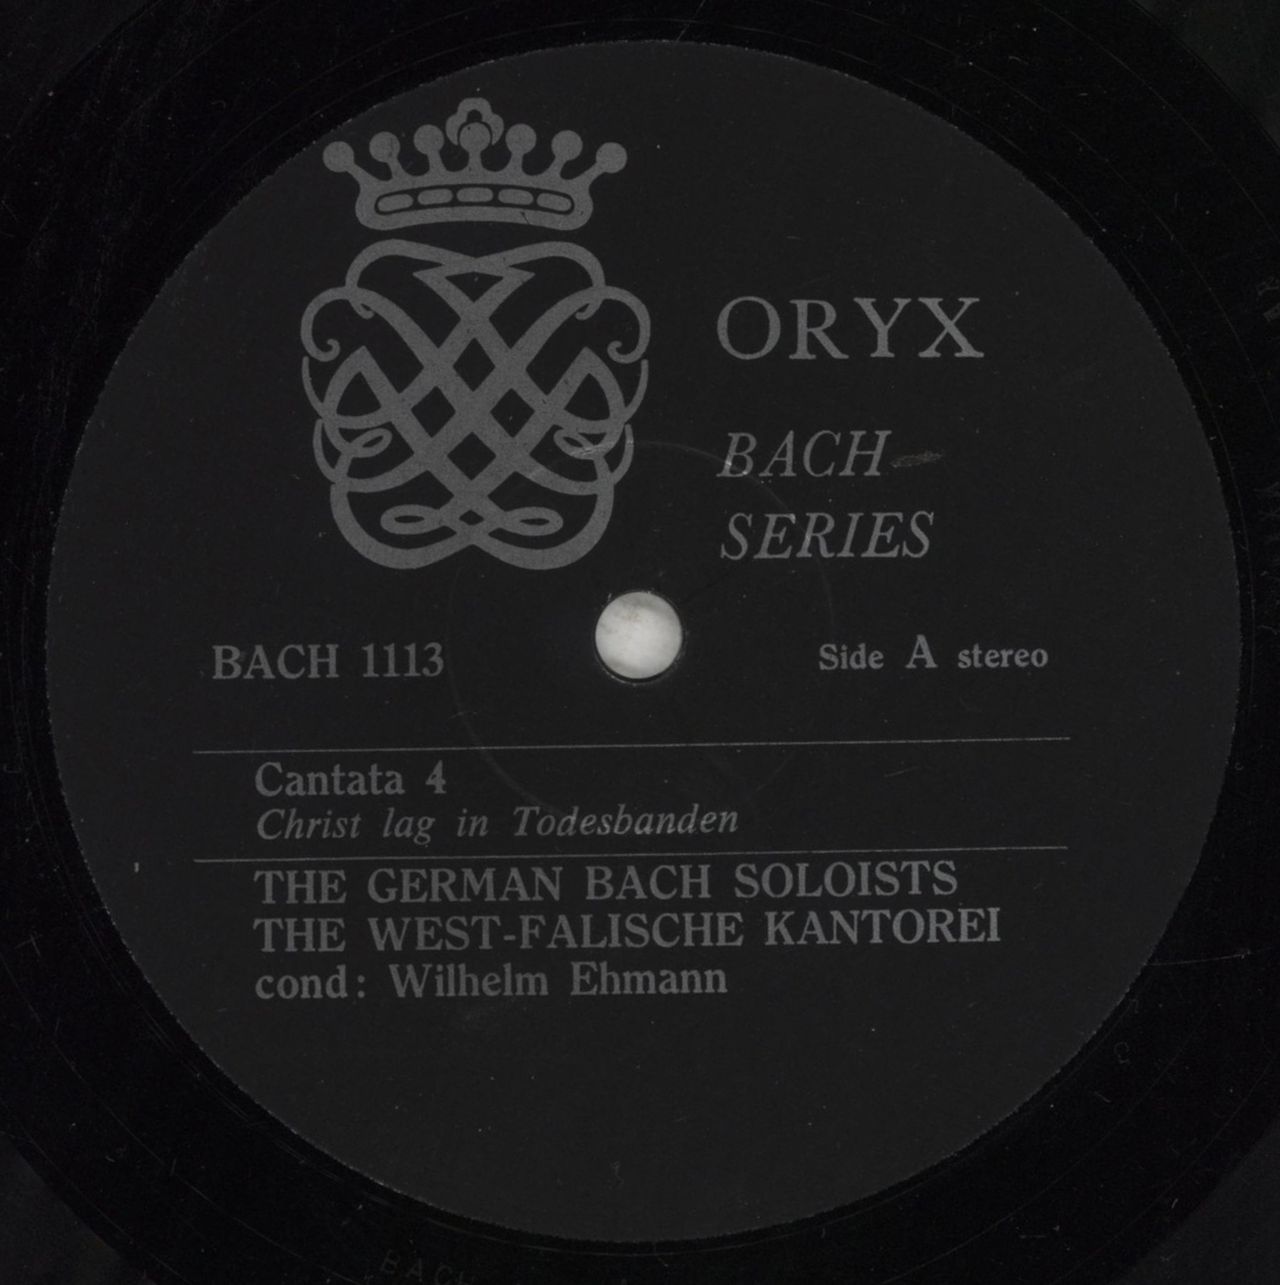 ORYX
BACH
SERIES
BACH 1113
Side A stereo
Cantata 4
Christ lag in Todesbanden
THE GERMAN BACH SOLOISTS
THE WEST-FALISCHE KANTOREI
cond: Wilhelm Ehmann